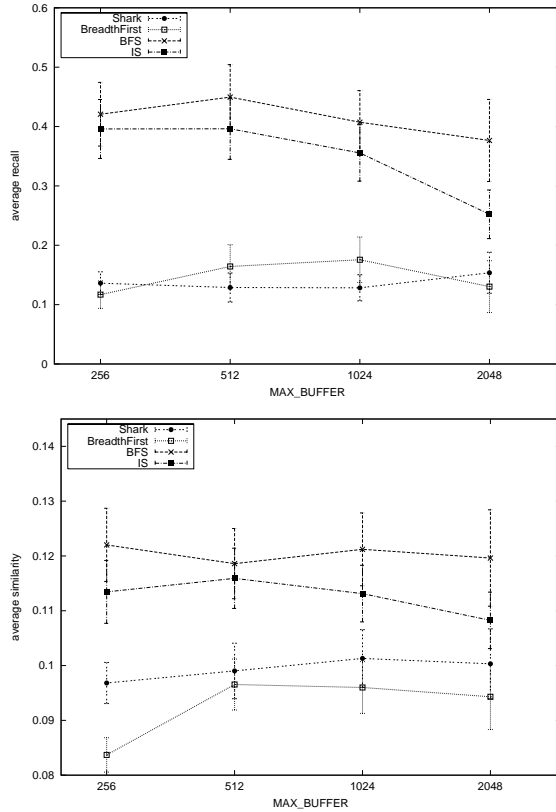 0.6
Shark
BreadthFirst
BFS
IS
0.5
0.4
average recall
0.3
0.2
0.1
0
256
512
1024
2048
MAX_BUFFER
Shark
BreadthFirst
BFS
IS
0.14
0.13
0.12
average similarity
0.11
0.1
0.09
0.08
256
512
1024
2048
MAX_BUFFER